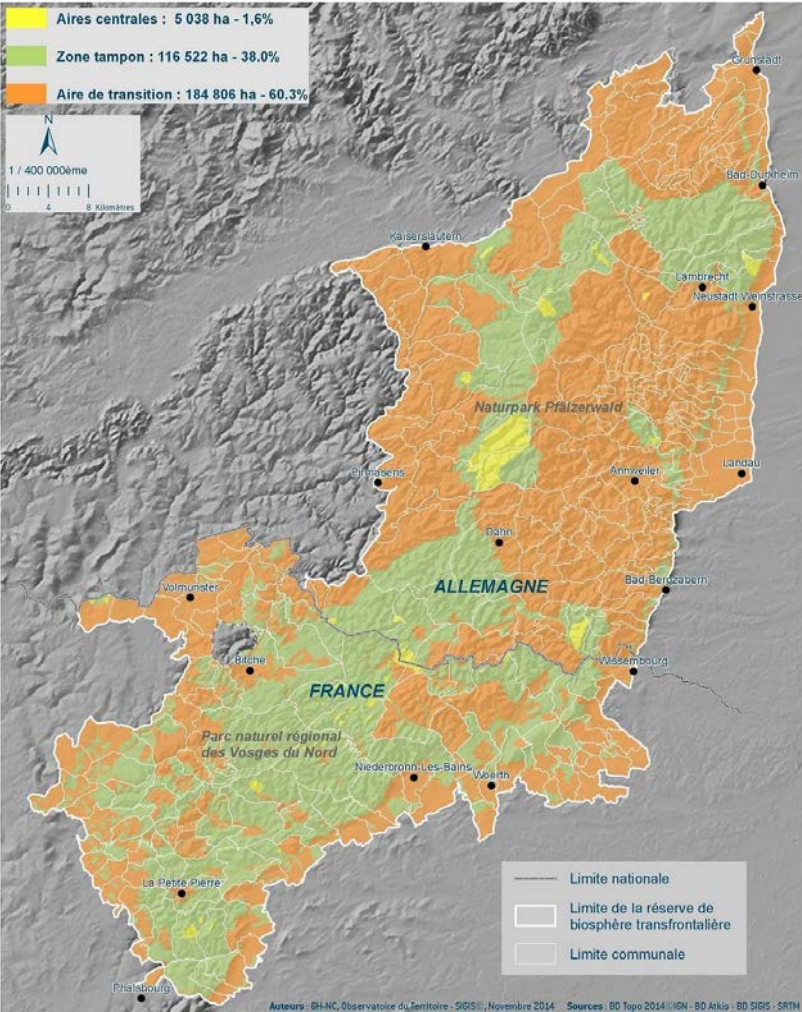 Aires centrales : 5 038 ha - 1,6%
Zone tampon : 116 522 ha - 38.0%
Aire de transition : 184 806 ha - 60.3%
N
1 / 400 000ème
0 4 8 Kilomètres
Grünstadt
Bad-Durkheim
Kaiserslautern
Lambrecht
Neustadt Weinstrasse
Naturpark Pfälzerwald
Pirmasens
Annweiler
Landau
Dahn
ALLEMAGNE
Bad-Bergzabern
Volmunster
Bitche
Wissembourg
FRANCE
Parc naturel régional
des Vosges du Nord
Niederbronn-Les-Bains
Woerth
La Petite Pierre
Phalsbourg
Limite nationale
Limite de la réserve de
biosphère transfrontalière
Limite communale
Auteurs : GH-NC, Observatoire du Territoire - SIGIS©, Novembre 2014 Sources : BD Topo 2014 ©IGN - BD Atkis - BD SIGIS - SRTM